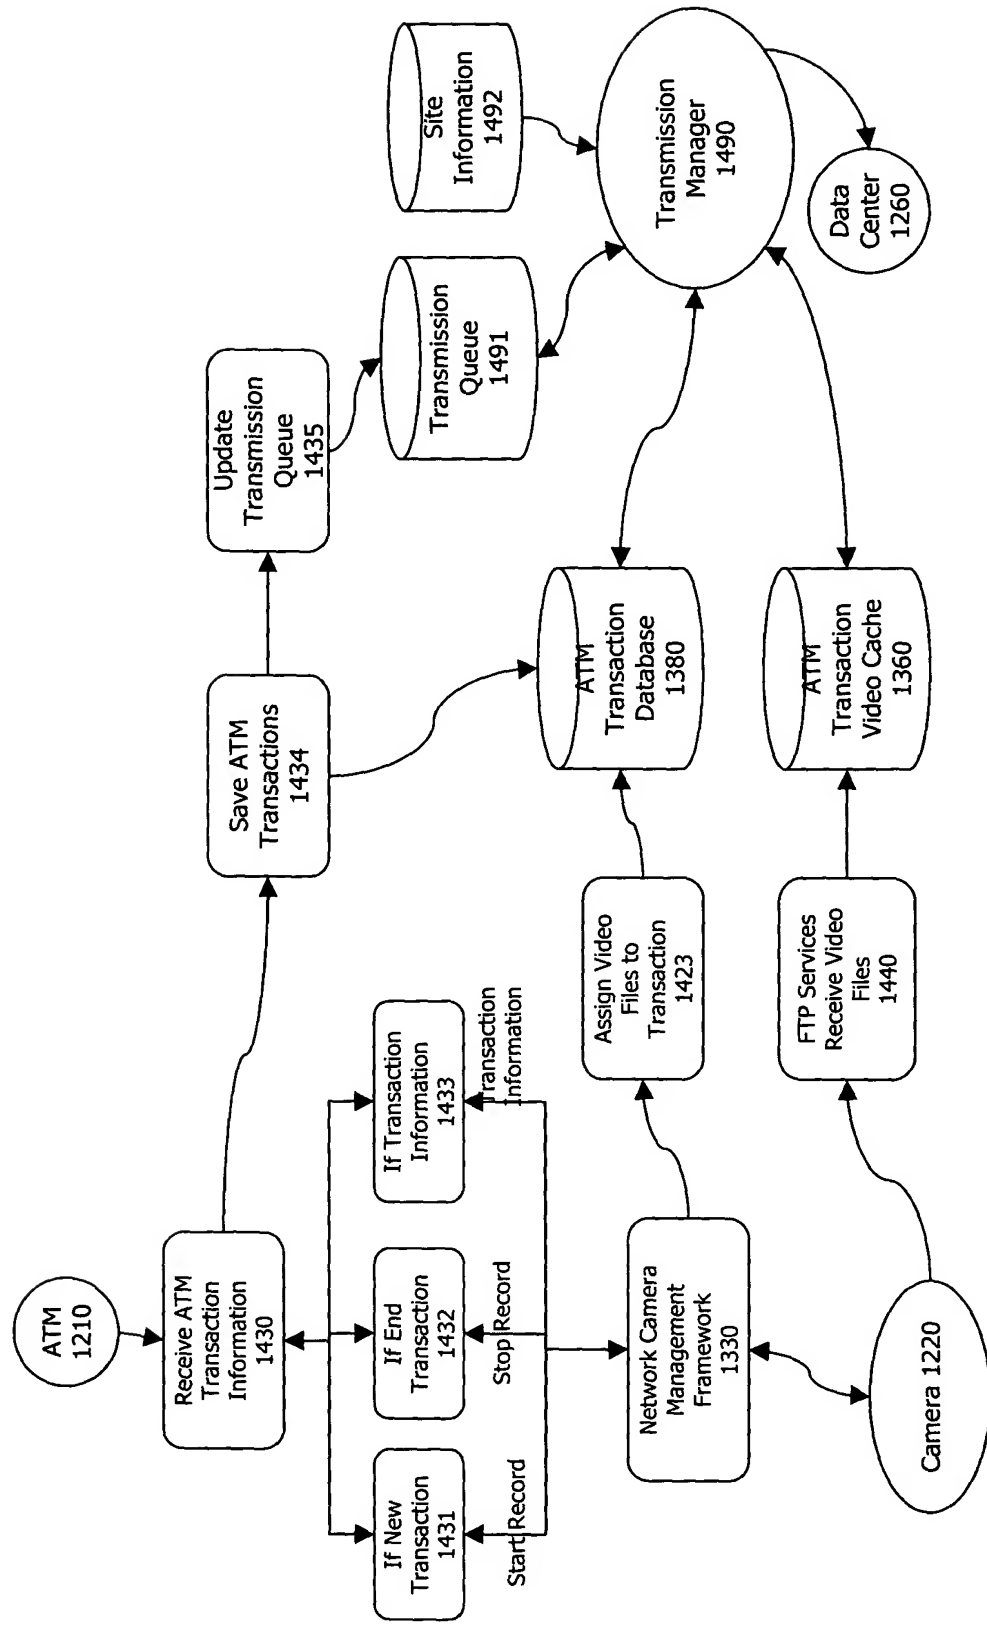 ATM
1210
Receive ATM
Transaction
Information
1430
Save ATM
Transactions
1434
Update
Transmission
Queue
1435
If New
Transaction
1431
If End
Transaction
1432
If Transaction
Information
1433
Start Record
Stop Record
Transaction
Information
Transmission
Queue
1491
Site
Information
1492
Network Camera
Management
Framework
1330
Assign Video
Files to
Transaction
1423
ATM
Transaction
Database
1380
Transmission
Manager
1490
Camera 1220
FTP Services
Receive Video
Files
1440
ATM
Transaction
Video Cache
1360
Data
Center
1260